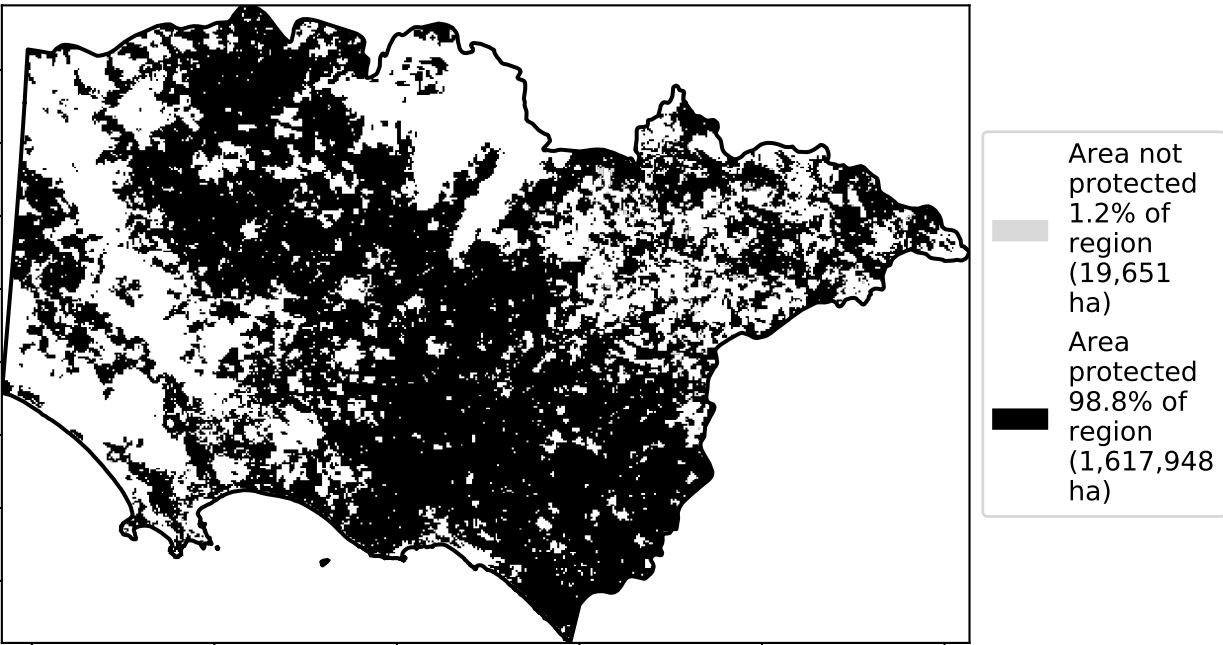 Area not
protected
1.2% of
region
(19,651
ha)
Area
protected
98.8% of
region
(1,617,948
ha)